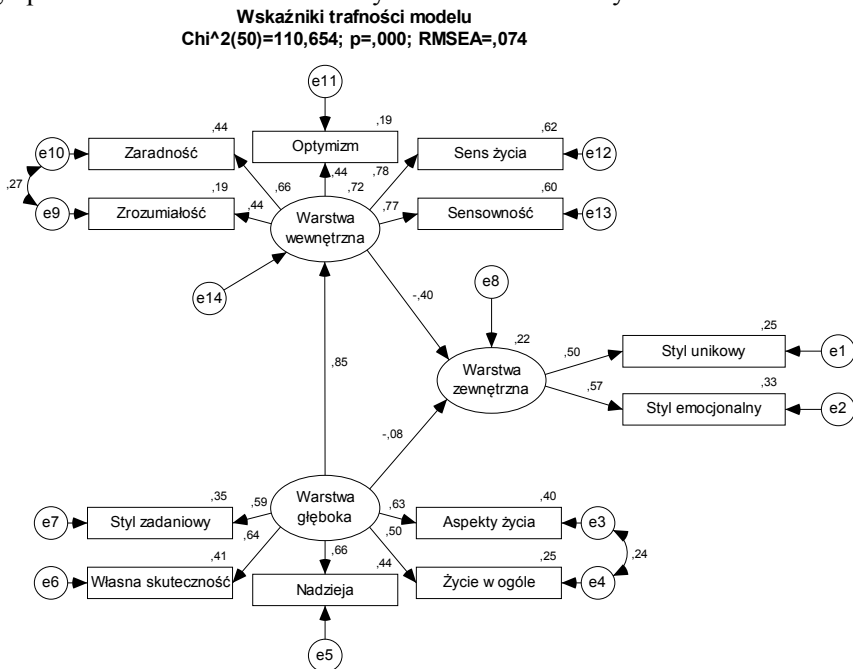 Wskaźniki trafności modelu
Chi^2(50)=110,654; p=,000; RMSEA=,074
e11
,44
,19
,62
e10
Zaradność
Optymizm
Sens życia
e12
,27
,66
,44
,72
,78
,19
,60
e9
Zrozumiałość
,44
Warstwa
wewnętrzna
,77
Sensowność
e13
e14
e8
-,40
,22
,25
,85
Warstwa
zewnętrzna
,50
Styl unikowy
e1
,57
,33
Styl emocjonalny
e2
-,08
,35
,40
e7
Styl zadaniowy
,59
Warstwa
głęboka
,63
Aspekty życia
e3
,64
,50
,24
,41
,66
,44
,25
e6
Własna skuteczność
Nadzieja
Życie w ogóle
e4
e5